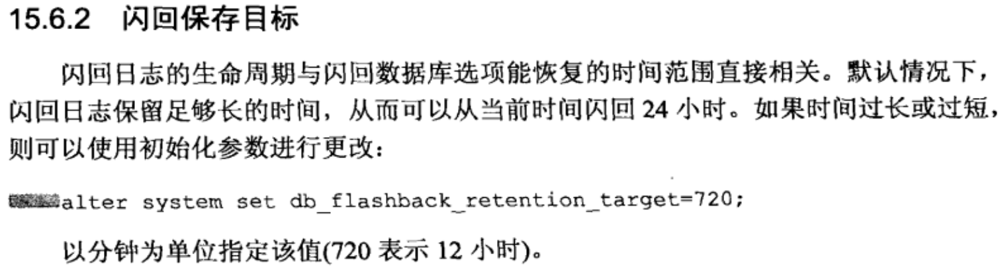 15.6.2 闪回保存目标
闪回日志的生命周期与闪回数据库选项能恢复的时间范围直接相关。默认情况下，
闪回日志保留足够长的时间，从而可以从当前时间闪回 24 小时。如果时间过长或过短，
则可以使用初始化参数进行更改：
alter system set db_flashback_retention_target=720;
以分钟为单位指定该值(720 表示 12 小时)。